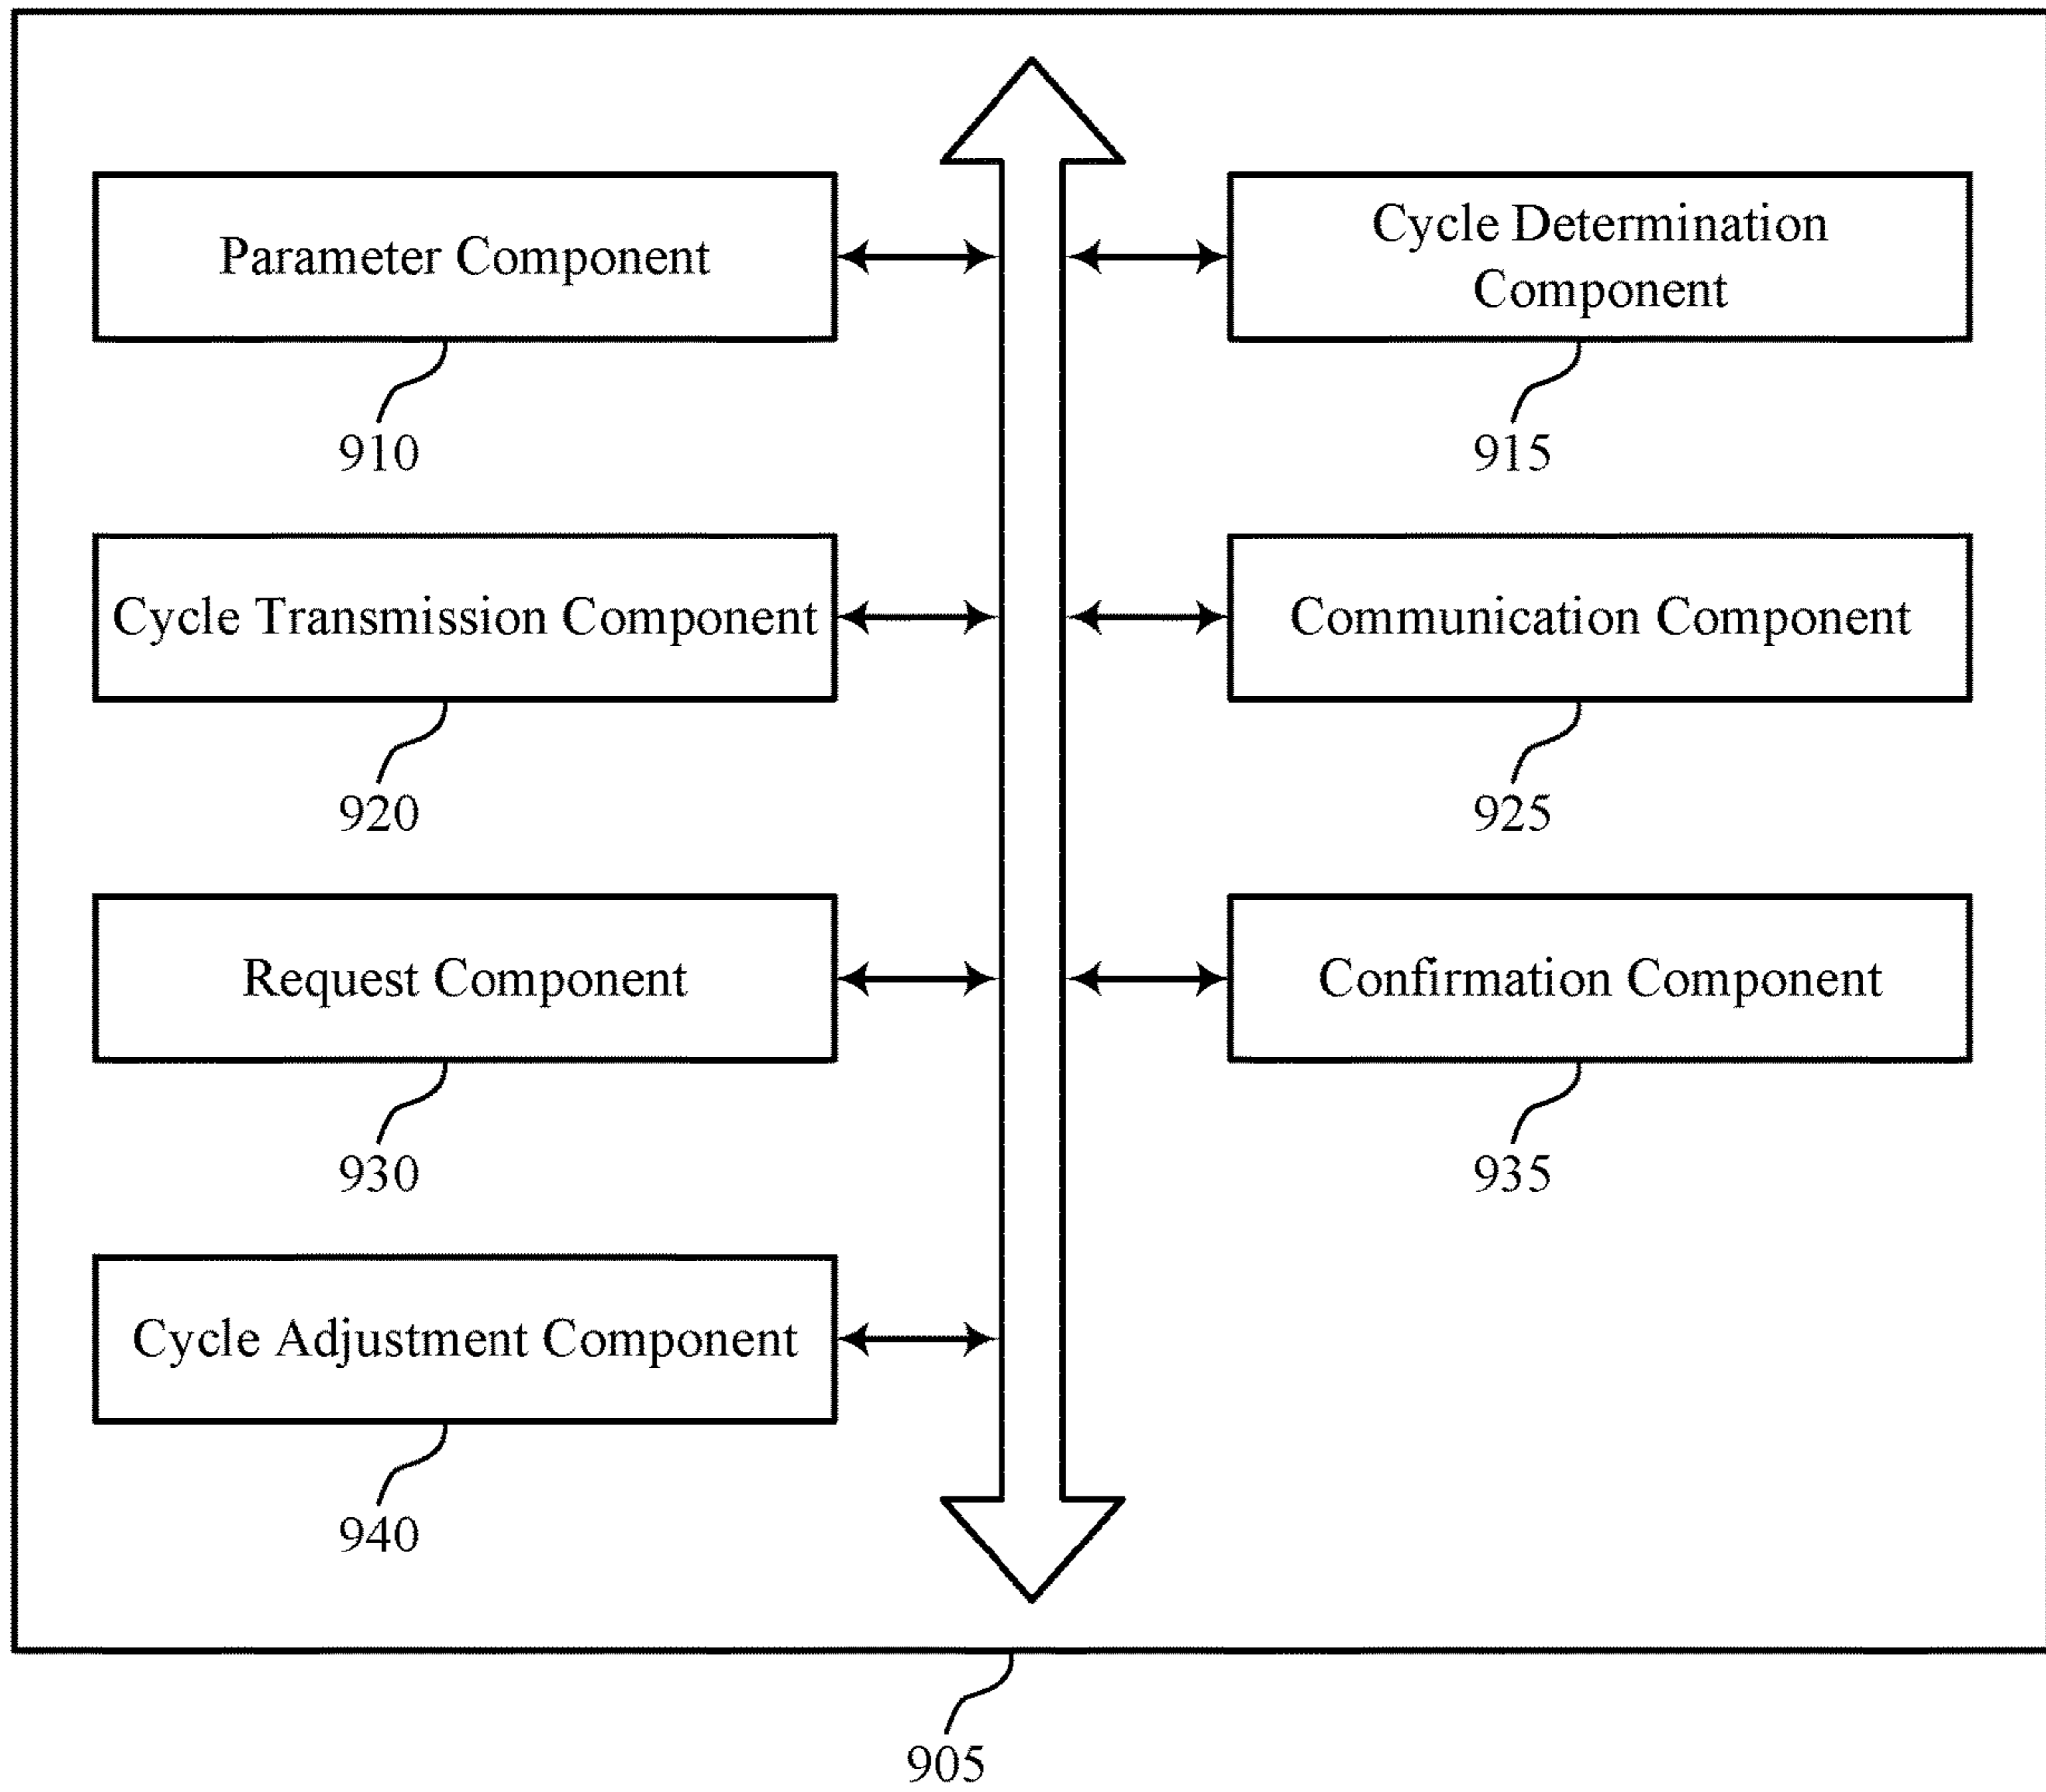 Parameter Component
Cycle Determination
Component
910
915
Cycle Transmission Component
Communication Component
920
925
Request Component
Confirmation Component
930
935
Cycle Adjustment Component
940
905